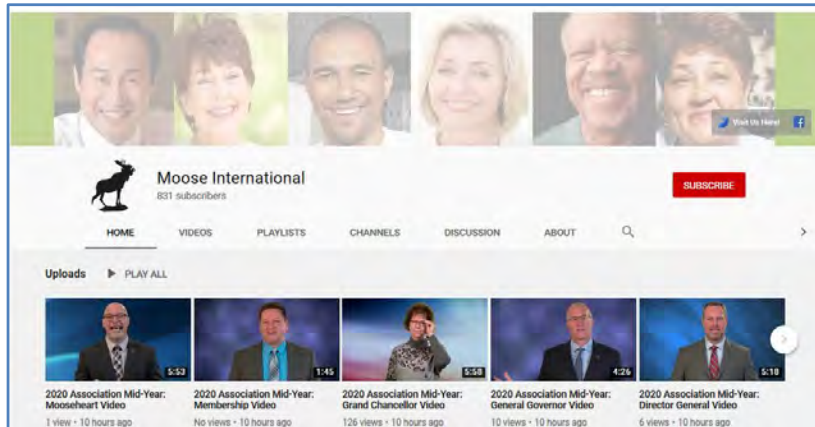 Visit Us Here!
Moose International
831 subscribers
SUBSCRIBE
HOME VIDEOS PLAYLISTS CHANNELS DISCUSSION ABOUT
Uploads PLAY ALL
5:53 1:45 5:58 4:26 5:18
2020 Association Mid-Year: Mooseheart Video
1 view • 10 hours ago
2020 Association Mid-Year: Membership Video
No views • 10 hours ago
2020 Association Mid-Year: Grand Chancellor Video
126 views • 10 hours ago
2020 Association Mid-Year: General Governor Video
10 views • 10 hours ago
2020 Association Mid-Year: Director General Video
6 views • 10 hours ago